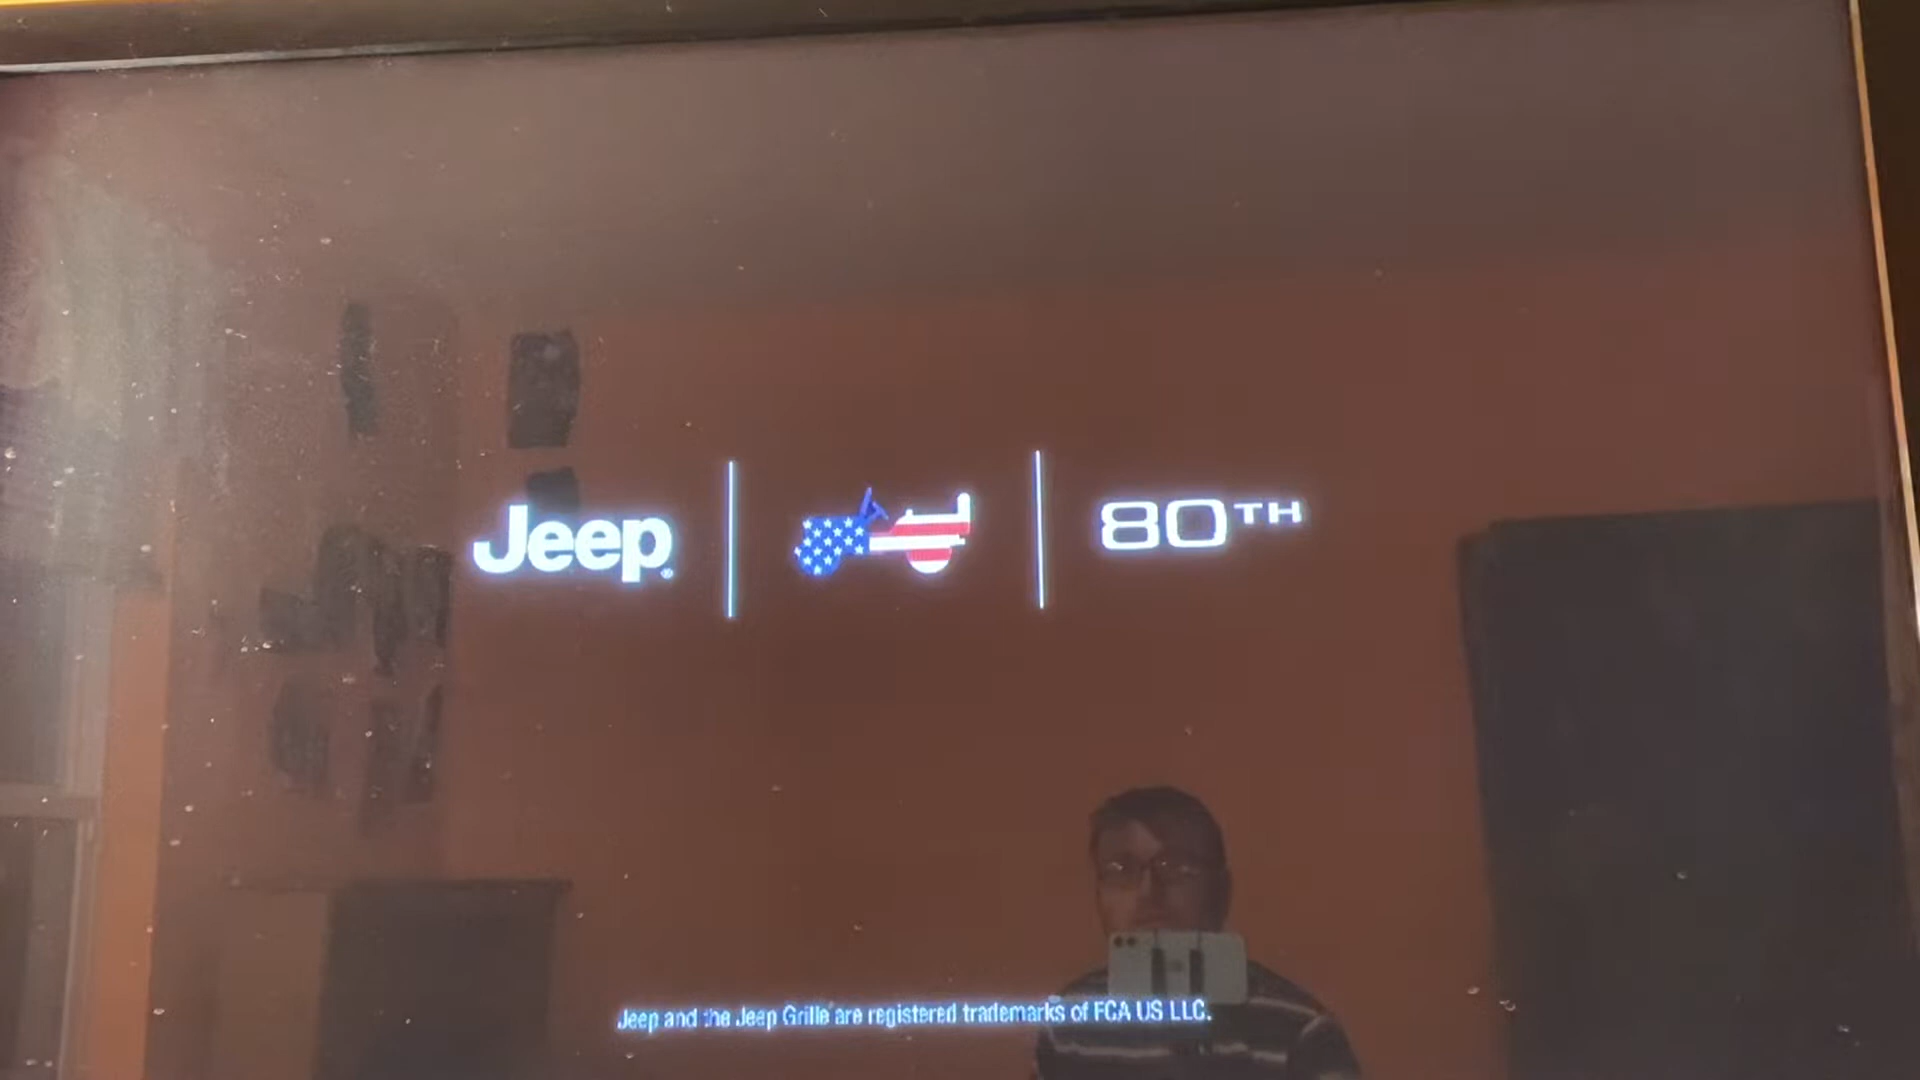 Jeep®
80TH
Jeep and the Jeep Grille are registered trademarks of FCA US LLC.